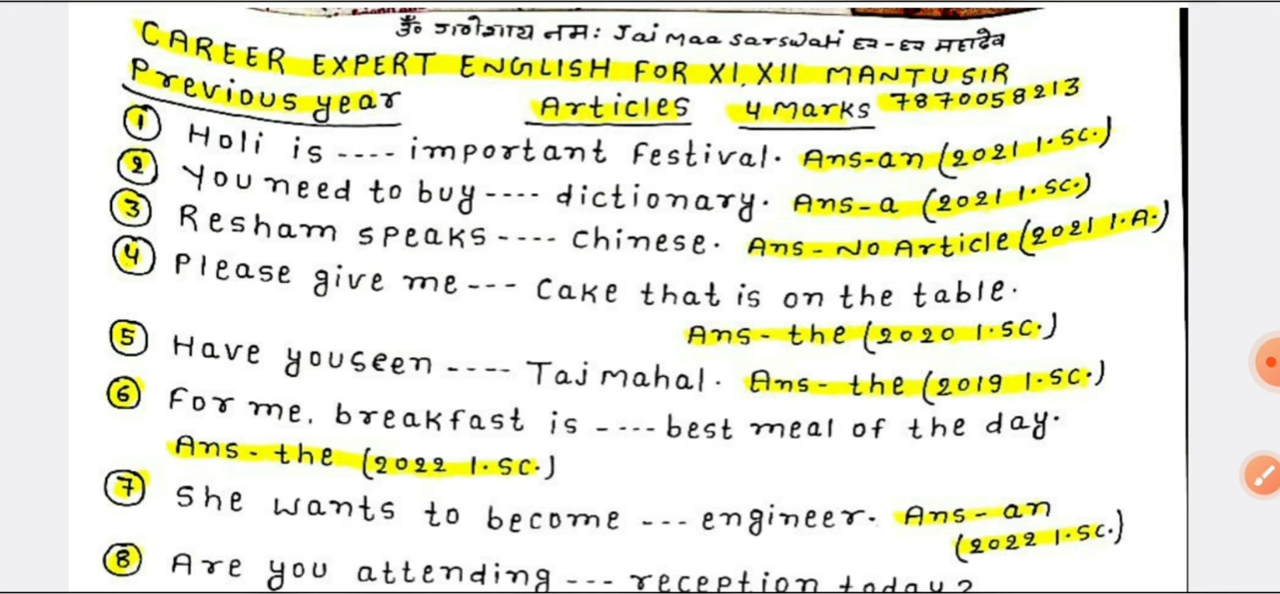 ॐ गणेशाय नमः Jai Maa Sarswati हर-हर महादेव
CAREER EXPERT ENGLISH FOR XI, XII MANTU SIR
Previous year Articles 4 Marks 7870058213
① Holi is ---- important festival. Ans-an (2021 I.SC.)
② You need to buy ---- dictionary. Ans-a (2021 I.SC.)
③ Resham speaks ---- Chinese. Ans-No Article (2021 I.A.)
④ Please give me --- cake that is on the table.
Ans- the (2020 I.SC.)
⑤ Have you seen ---- Taj mahal. Ans- the (2019 I.SC.)
⑥ For me, breakfast is ---- best meal of the day.
Ans- the (2022 I.SC.)
⑦ She wants to become --- engineer. Ans- an
(2022 I.SC.)
⑧ Are you attending --- reception today?